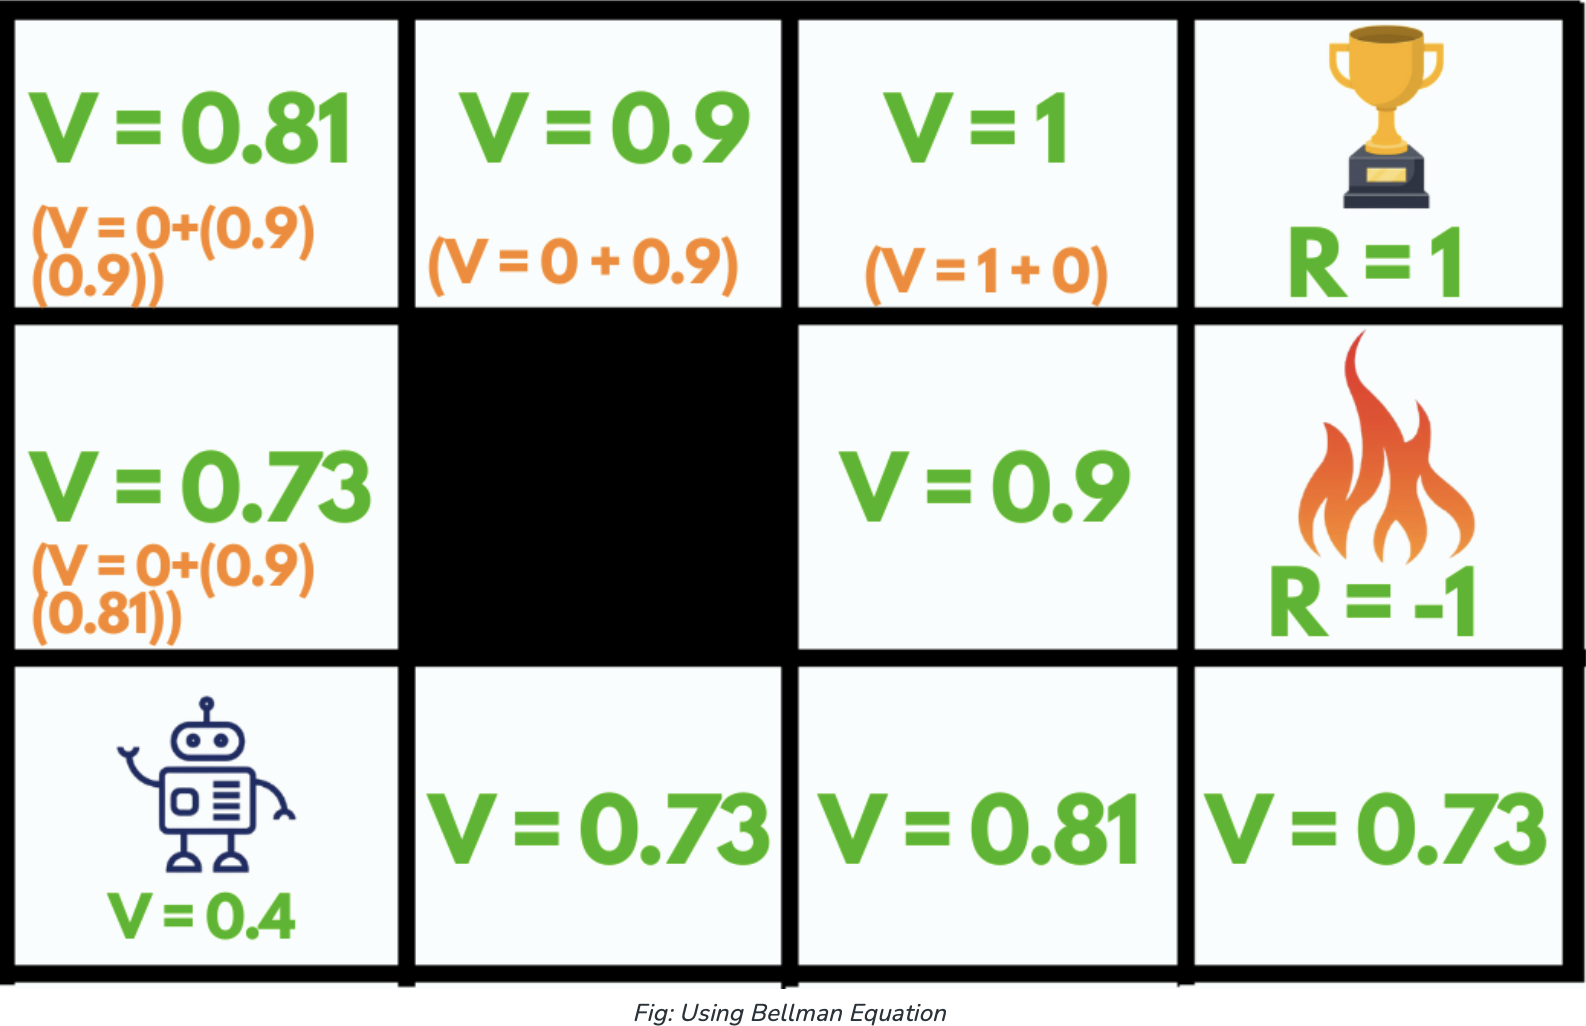 V = 0.81
(V = 0+(0.9)
(0.9))
V = 0.9
(V = 0 + 0.9)
V = 1
(V = 1 + 0)
R = 1
V = 0.73
(V = 0+(0.9)
(0.81))
V = 0.9
R = -1
V = 0.4
V = 0.73
V = 0.81
V = 0.73
Fig: Using Bellman Equation